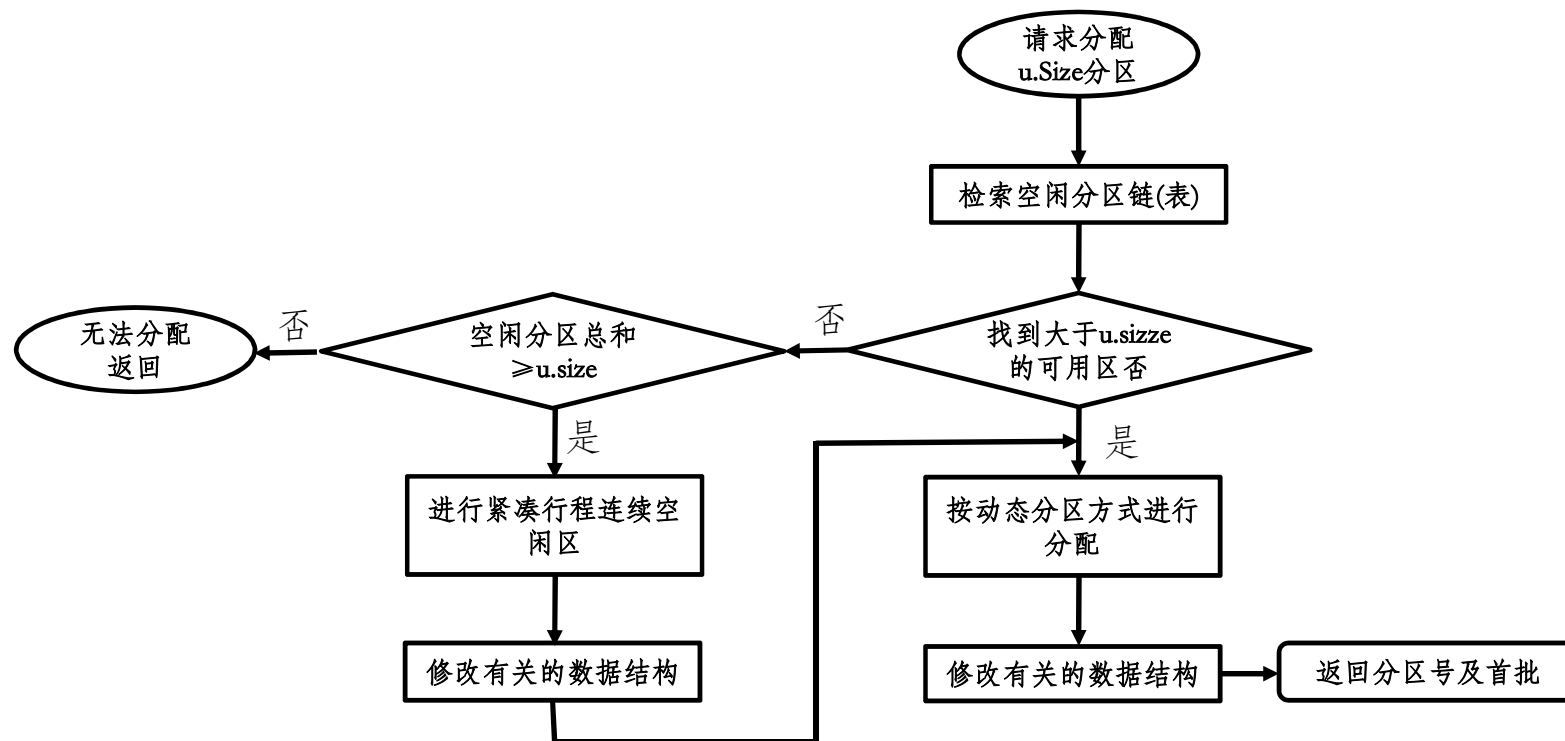 请求分配
u.Size分区
检索空闲分区链(表)
找到大于u.sizze
的可用区否
否
空闲分区总和
≥u.size
否
无法分配
返回
是
进行紧凑行程连续空
闲区
修改有关的数据结构
是
按动态分区方式进行
分配
修改有关的数据结构
返回分区号及首批